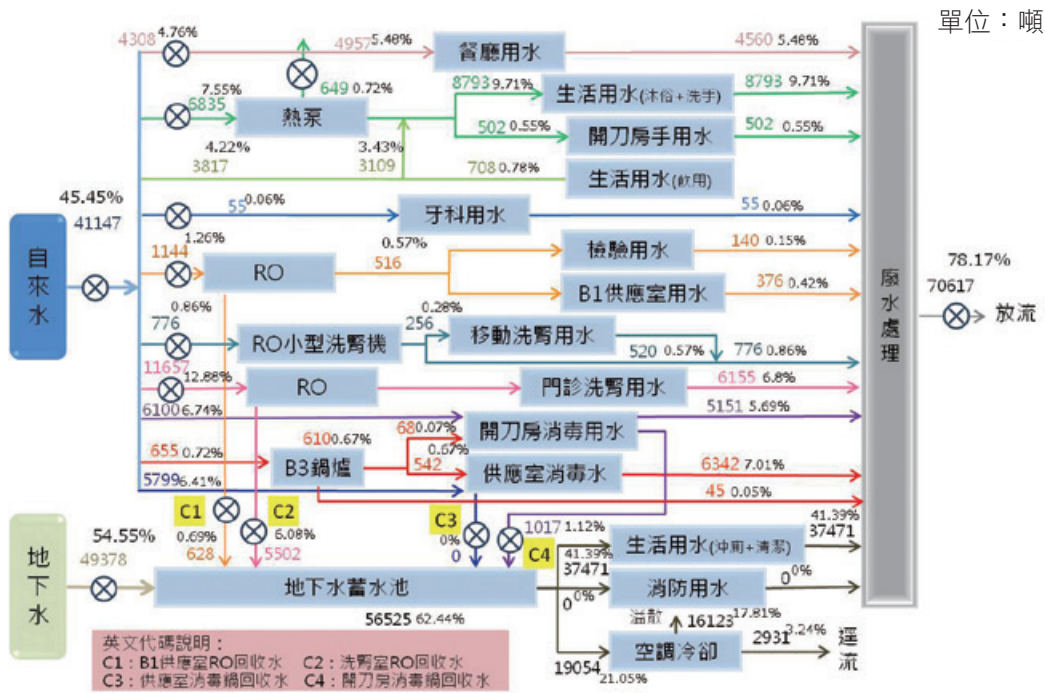 單位：噸
4308 4.76% 4957 5.48% 餐廳用水 4560 5.48%
649 0.72%
7.55% 6835 熱泵
8793 9.71% 生活用水(沐俗+洗手) 8793 9.71%
502 0.55% 開刀房手用水 502 0.55%
4.22% 3817 3.43% 3109 708 0.78% 生活用水(飲用)
45.45% 41147
自來水
55 0.06% 牙科用水 55 0.06%
1144 1.26% RO 0.57% 516
檢驗用水 140 0.15%
B1供應室用水 376 0.42%
776 0.86% RO小型洗腎機 256 0.28% 移動洗腎用水
520 0.57% 776 0.86%
11657 12.88% RO 門診洗腎用水 6155 6.8%
6100 6.74% 開刀房消毒用水 5151 5.69%
655 0.72% B3鍋爐 610 0.67% 68 0.07%
542 0.67% 供應室消毒水 6342 7.01%
45 0.05%
5799 6.41%
C1 0.69% 628
C2 6.08% 5502
C3 0% 0
C4 1017 1.12%
地下水
54.55% 49378
地下水蓄水池
56525 62.44%
41.39% 37471 生活用水(沖廁+清潔) 41.39% 37471
0 0% 消防用水 0 0%
溢散 16123 17.81%
19054 21.05% 空調冷卻 2931 3.24% 逕流
廢水處理
78.17% 70617 放流
英文代碼說明：
C1：B1供應室RO回收水 C2：洗腎室RO回收水
C3：供應室消毒鍋回收水 C4：開刀房消毒鍋回收水